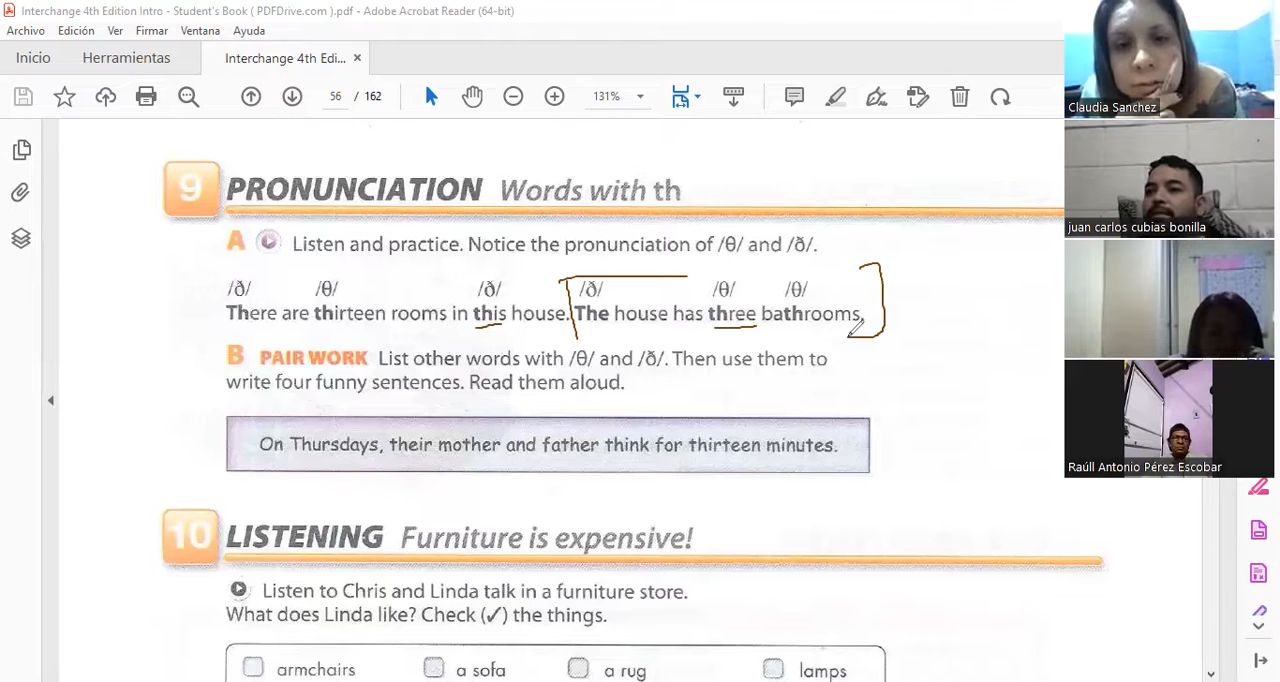 Interchange 4th Edition Intro - Student's Book ( PDFDrive.com ).pdf - Adobe Acrobat Reader (64-bit)
Archivo Edición Ver Firmar Ventana Ayuda
Inicio Herramientas Interchange 4th Edi... ×
56 / 162 131%
Claudia Sanchez
juan carlos cubias bonilla
Raúll Antonio Pérez Escobar
9 PRONUNCIATION Words with th
A Listen and practice. Notice the pronunciation of /θ/ and /ð/.
/ð/ /θ/ /ð/ /ð/ /θ/ /θ/
There are thirteen rooms in this house. The house has three bathrooms.
B PAIR WORK List other words with /θ/ and /ð/. Then use them to
write four funny sentences. Read them aloud.
On Thursdays, their mother and father think for thirteen minutes.
10 LISTENING Furniture is expensive!
Listen to Chris and Linda talk in a furniture store.
What does Linda like? Check (✓) the things.
armchairs a sofa a rug lamps